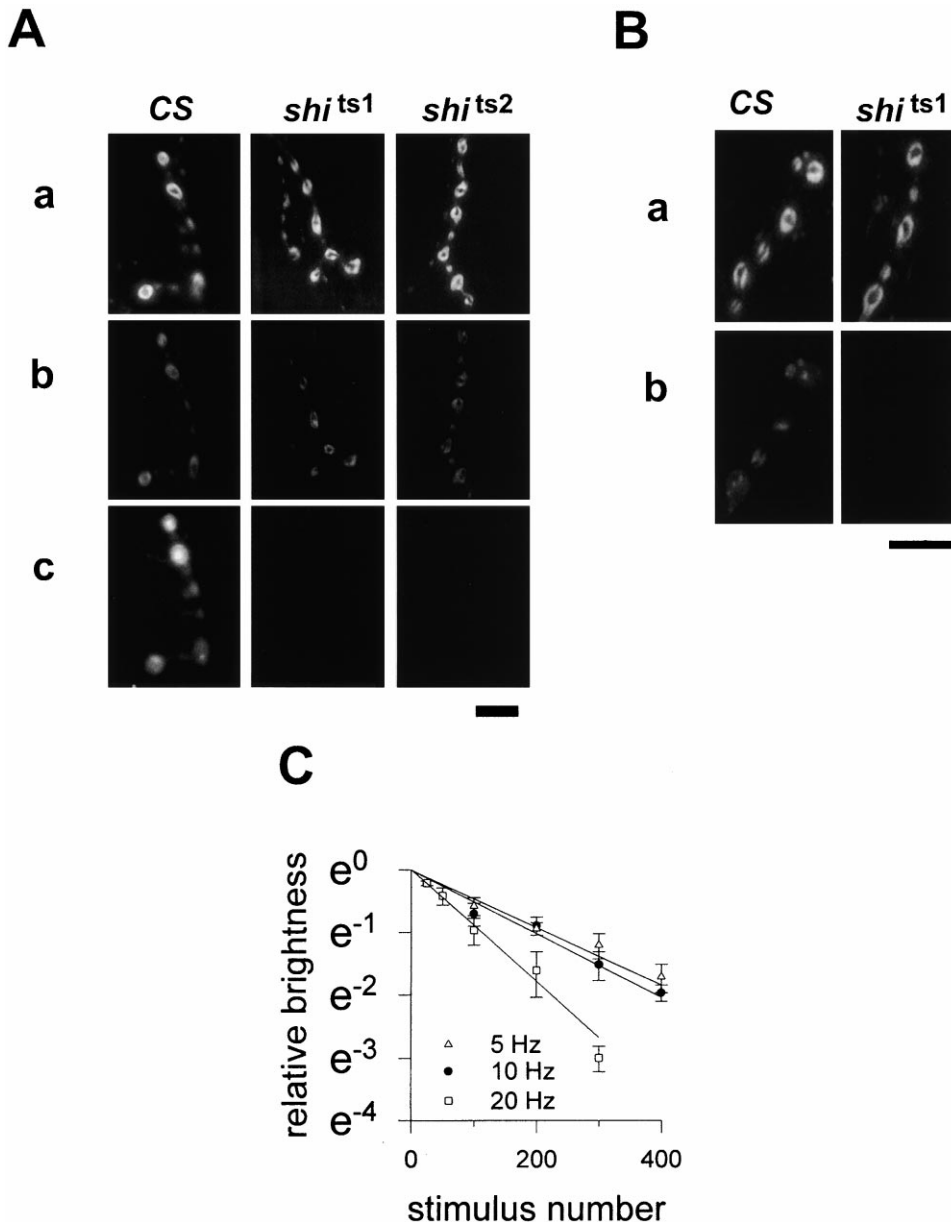 A
CS shi ts1 shi ts2
a
b
c
B
CS shi ts1
a
b
C
relative brightness
e0
e-1
e-2
e-3
e-4
5 Hz
10 Hz
20 Hz
0 200 400
stimulus number